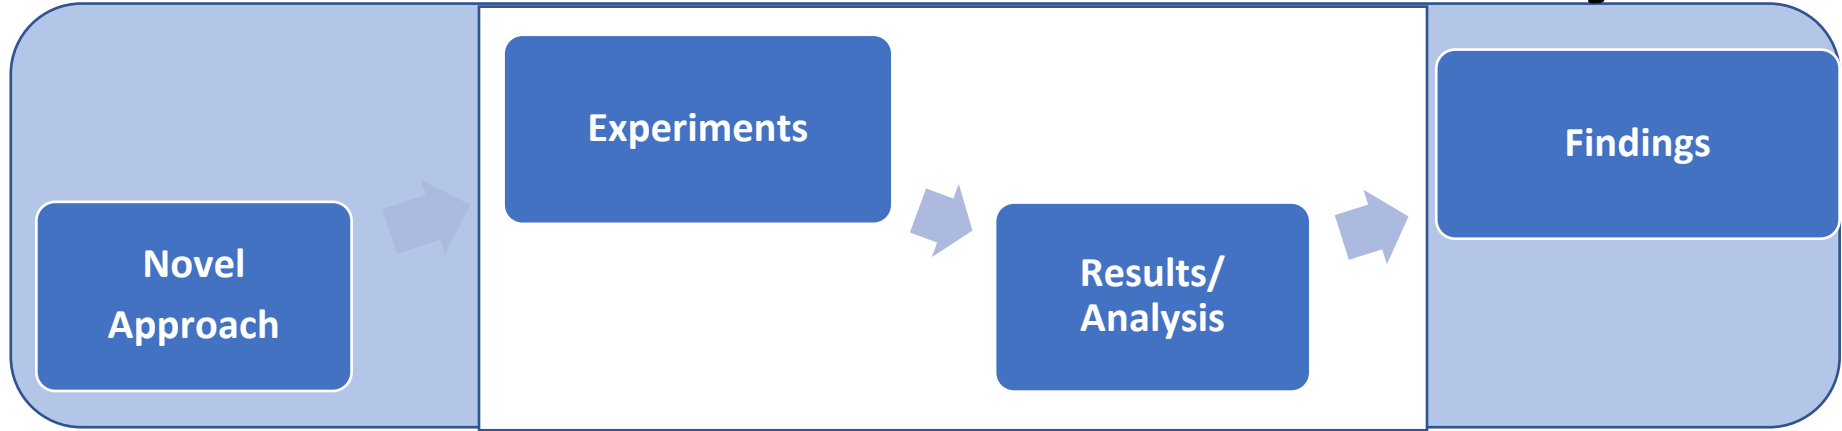 Novel
Approach
Experiments
Results/
Analysis
Findings